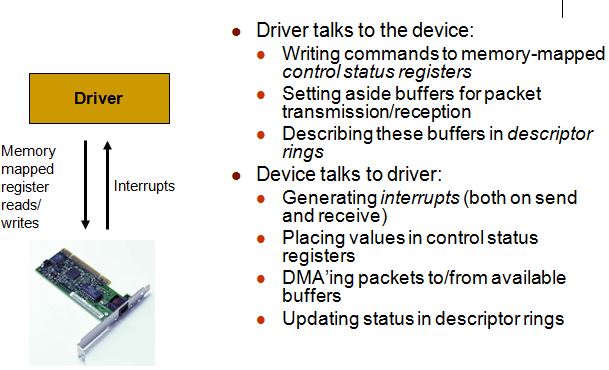 Driver
Memory
mapped
register
reads/
writes
Interrupts
Driver talks to the device:
Writing commands to memory-mapped
control status registers
Setting aside buffers for packet
transmission/reception
Describing these buffers in descriptor
rings
Device talks to driver:
Generating interrupts (both on send
and receive)
Placing values in control status
registers
DMA’ing packets to/from available
buffers
Updating status in descriptor rings